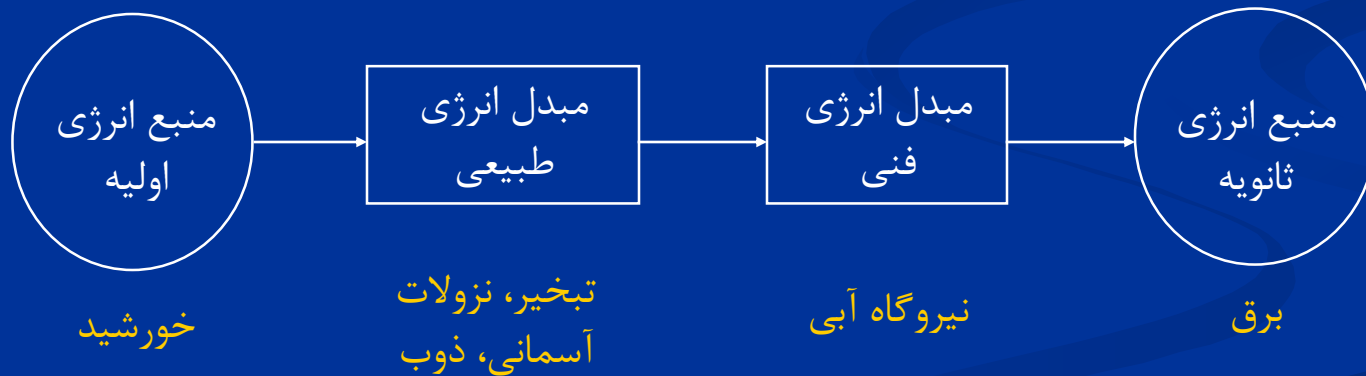 منبع انرژی
اولیه
مبدل انرژی
طبیعی
مبدل انرژی
فنی
منبع انرژی
ثانویه
خورشید
تبخیر، نزولات
آسمانی، ذوب
نیروگاه آبی
برق